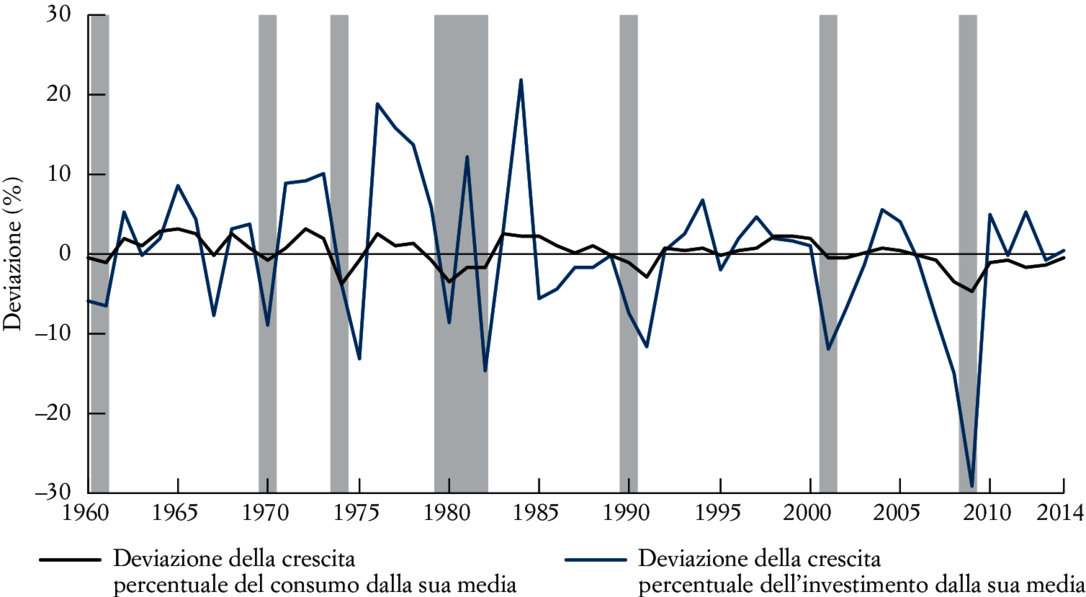 30
20
10
0
–10
–20
–30
Deviazione (%)
1960 1965 1970 1975 1980 1985 1990 1995 2000 2005 2010 2014
Deviazione della crescita
percentuale del consumo dalla sua media
Deviazione della crescita
percentuale dell'investimento dalla sua media